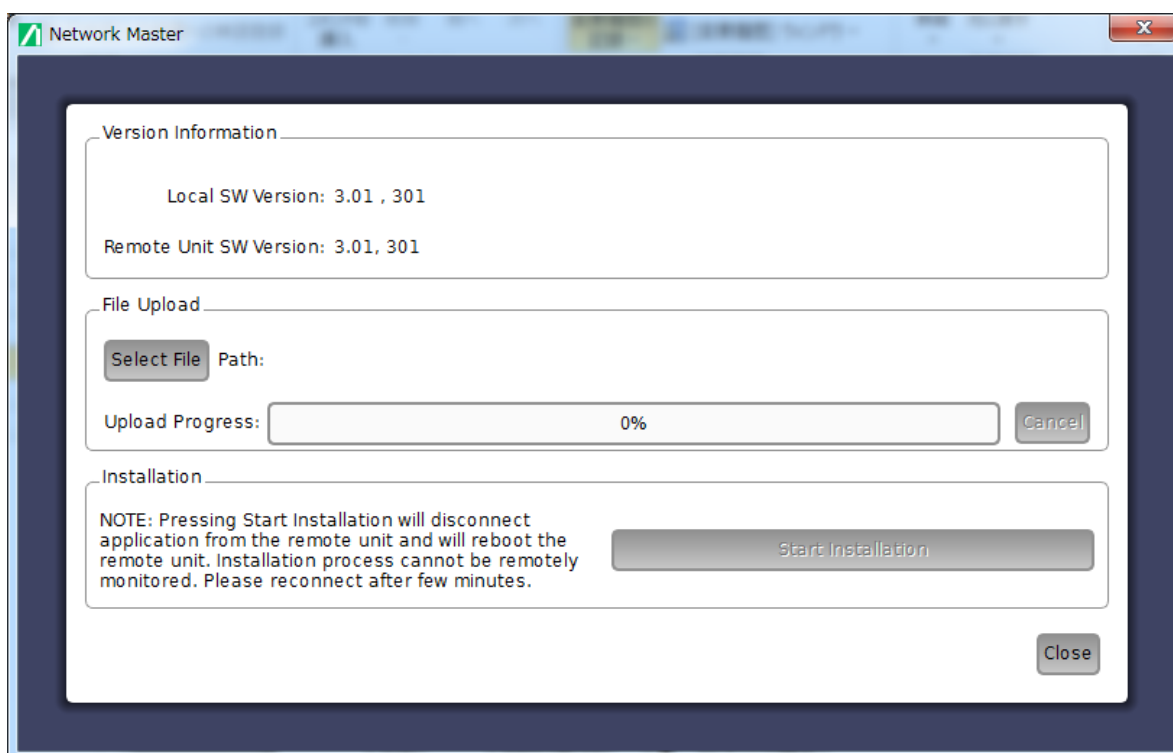 Network Master
Version Information
Local SW Version: 3.01 , 301
Remote Unit SW Version: 3.01, 301
File Upload
Select File Path:
Upload Progress: 0% Cancel
Installation
NOTE: Pressing Start Installation will disconnect
application from the remote unit and will reboot the
remote unit. Installation process cannot be remotely
monitored. Please reconnect after few minutes.
Start Installation
Close